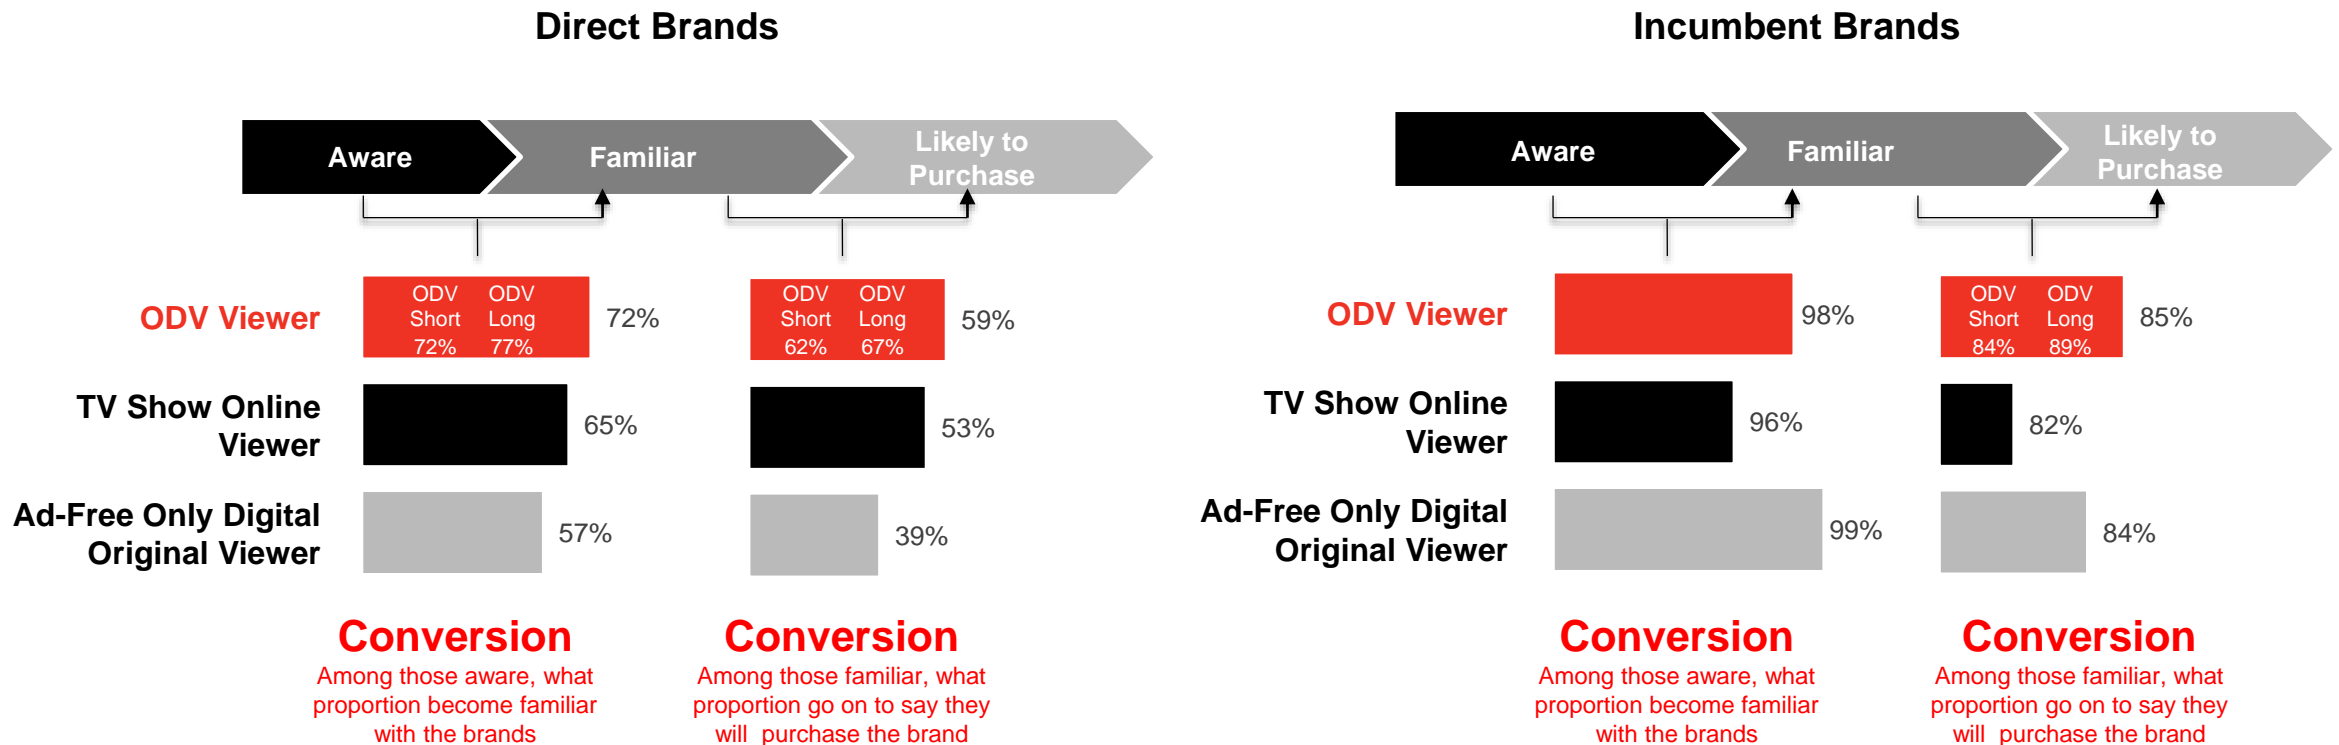 Direct Brands
Aware
Familiar
Likely to
Purchase
ODV Viewer
ODV ODV
Short Long
72% 77%
72%
ODV ODV
Short Long
62% 67%
59%
TV Show Online
Viewer
65%
53%
Ad-Free Only Digital
Original Viewer
57%
39%
Conversion
Among those aware, what
proportion become familiar
with the brands
Conversion
Among those familiar, what
proportion go on to say they
will purchase the brand
Incumbent Brands
Aware
Familiar
Likely to
Purchase
ODV Viewer
98%
ODV ODV
Short Long
84% 89%
85%
TV Show Online
Viewer
96%
82%
Ad-Free Only Digital
Original Viewer
99%
84%
Conversion
Among those aware, what
proportion become familiar
with the brands
Conversion
Among those familiar, what
proportion go on to say they
will purchase the brand